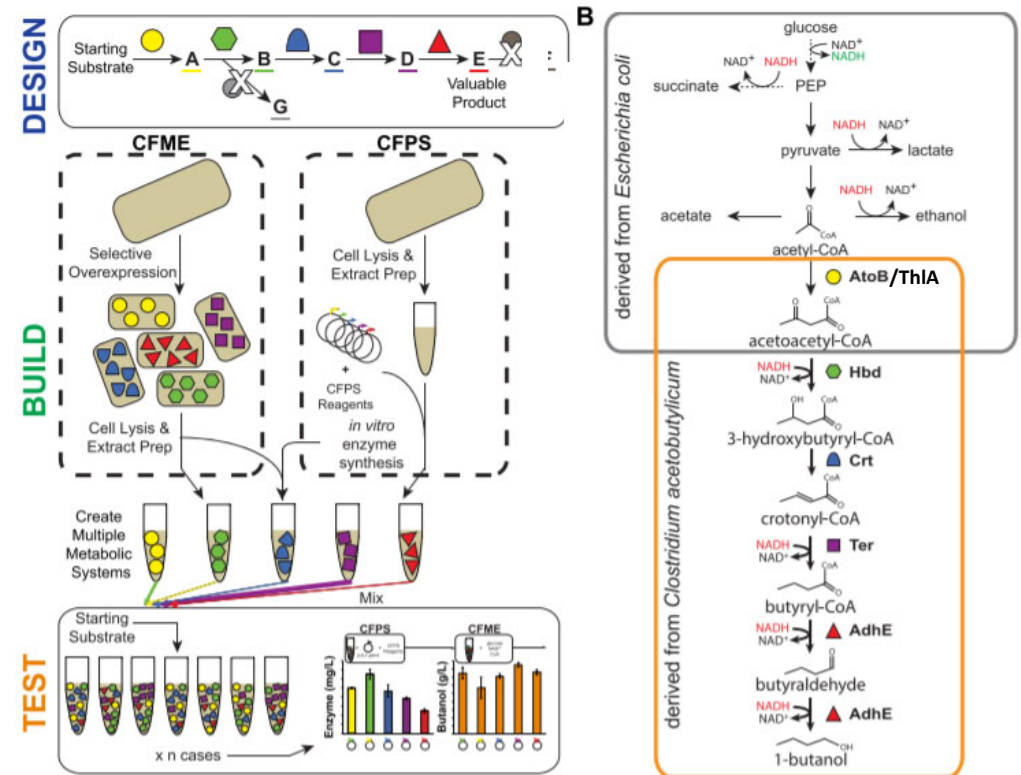 DESIGN
Starting
Substrate
A
B
C
D
E
X
F
X
G
Valuable
Product
BUILD
CFME
Selective
Overexpression
Cell Lysis &
Extract Prep
CFPS
Cell Lysis &
Extract Prep
+
CFPS
Reagents
in vitro
enzyme
synthesis
Create
Multiple
Metabolic
Systems
Mix
TEST
Starting
Substrate
x n cases
CFPS
Enzyme (mg/L)
CFME
Butanol (g/L)
B
derived from Escherichia coli
glucose
NAD+
NADH
NAD+ NADH
succinate PEP
NADH NAD+
pyruvate lactate
NADH NAD+
acetate O CoA ethanol
acetyl-CoA
AtoB/ThlA
O CoA O
acetoacetyl-CoA
derived from Clostridium acetobutylicum
NADH
NAD+ Hbd
OH CoA O
3-hydroxybutyryl-CoA
Crt
CoA O
crotonyl-CoA
NADH
NAD+ Ter
CoA O
butyryl-CoA
NADH
NAD+ AdhE
O
butyraldehyde
NADH
NAD+ AdhE
OH
1-butanol